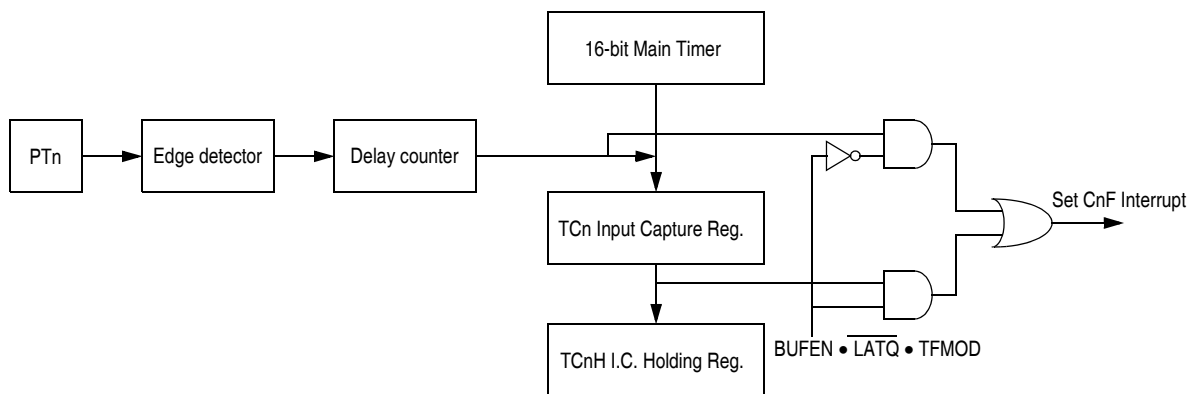 16-bit Main Timer
PTn
Edge detector
Delay counter
Set CnF Interrupt
TCn Input Capture Reg.
BUFEN • LATQ • TFMOD
TCnH I.C. Holding Reg.